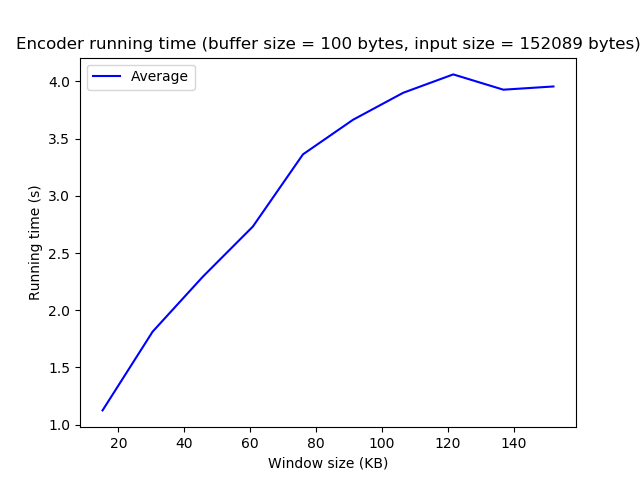 Encoder running time (buffer size = 100 bytes, input size = 152089 bytes)
Average
4.0
3.5
3.0
2.5
2.0
1.5
1.0
Running time (s)
20 40 60 80 100 120 140
Window size (KB)